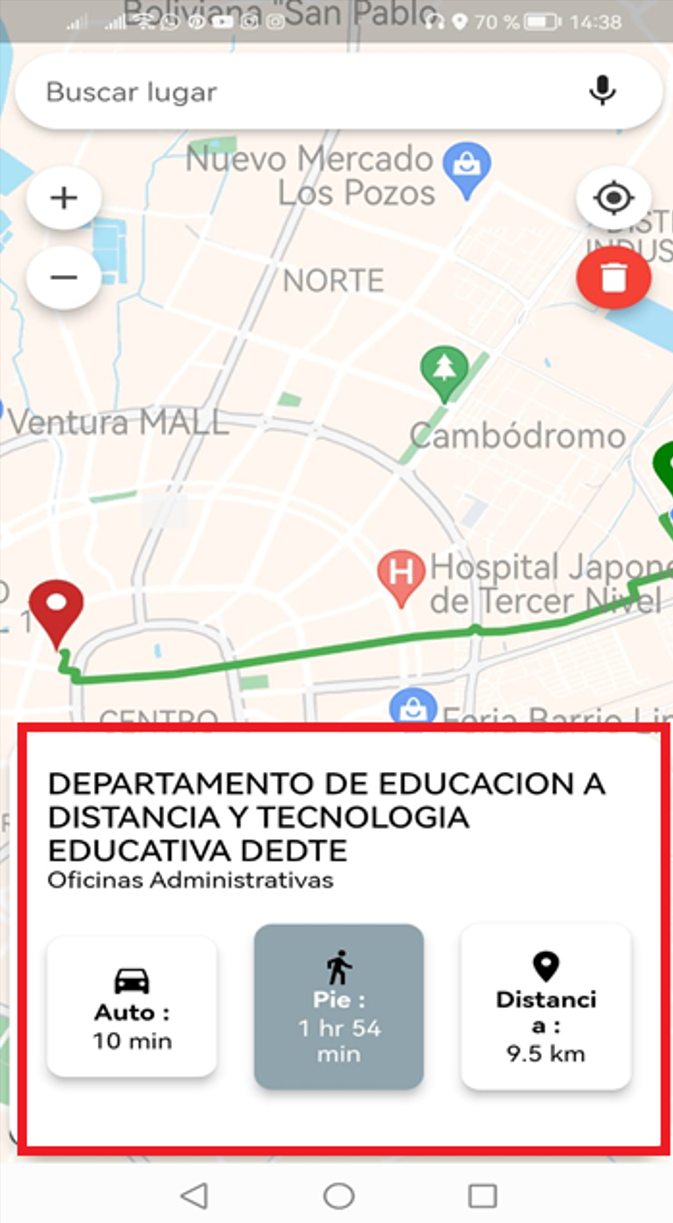 Boliviana "San Pablo
70 % 14:38
Buscar lugar
Nuevo Mercado
Los Pozos
INDUS
NORTE
Ventura MALL
Cambódromo
H
Hospital Japone
de Tercer Nivel
CENTRO
Feria Barrio Lin
DEPARTAMENTO DE EDUCACION A
DISTANCIA Y TECNOLOGIA
EDUCATIVA DEDTE
Oficinas Administrativas
Auto :
10 min
Pie :
1 hr 54
min
Distanci
a :
9.5 km